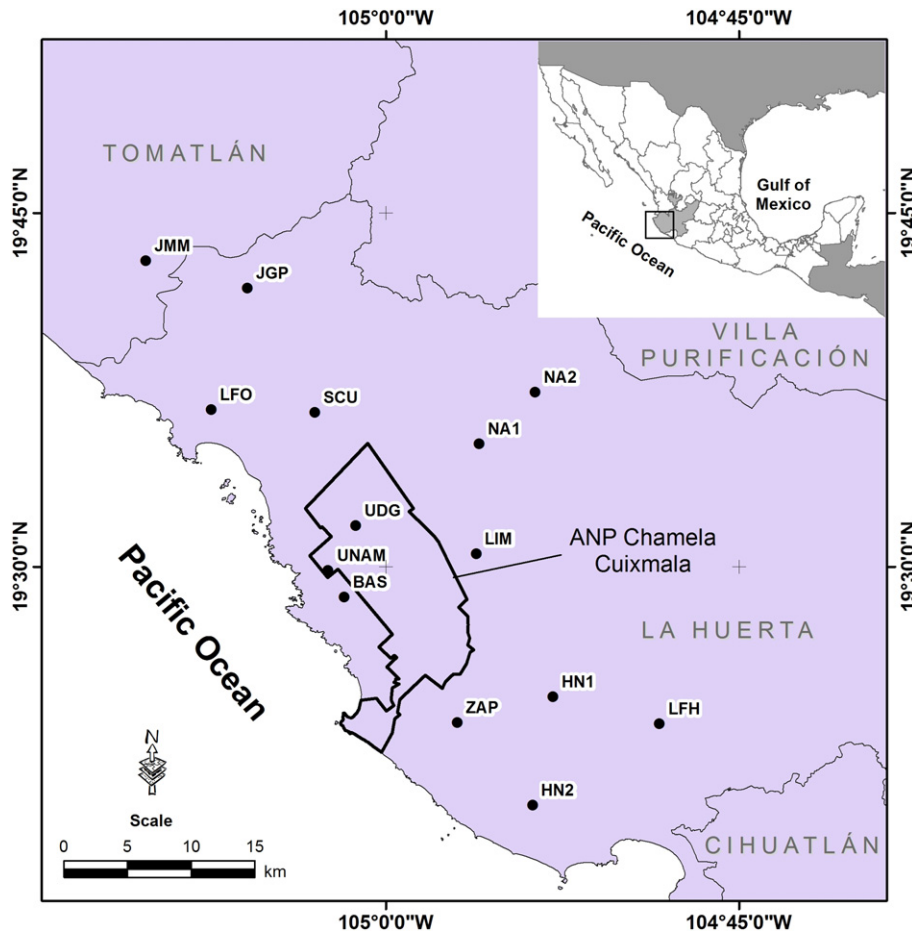 105°0'0"W
104°45'0"W
TOMATLÁN
Gulf of
Mexico
Pacific Ocean
19°45'0"N
19°45'0"N
JMM
JGP
VILLA
PURIFICACIÓN
NA2
LFO
SCU
NA1
UDG
LIM
ANP Chamela
Cuixmala
UNAM
19°30'0"N
19°30'0"N
BAS
Pacific Ocean
LA HUERTA
HN1
ZAP
LFH
N
HN2
Scale
0
5
10
15
km
CIHUATLÁN
105°0'0"W
104°45'0"W